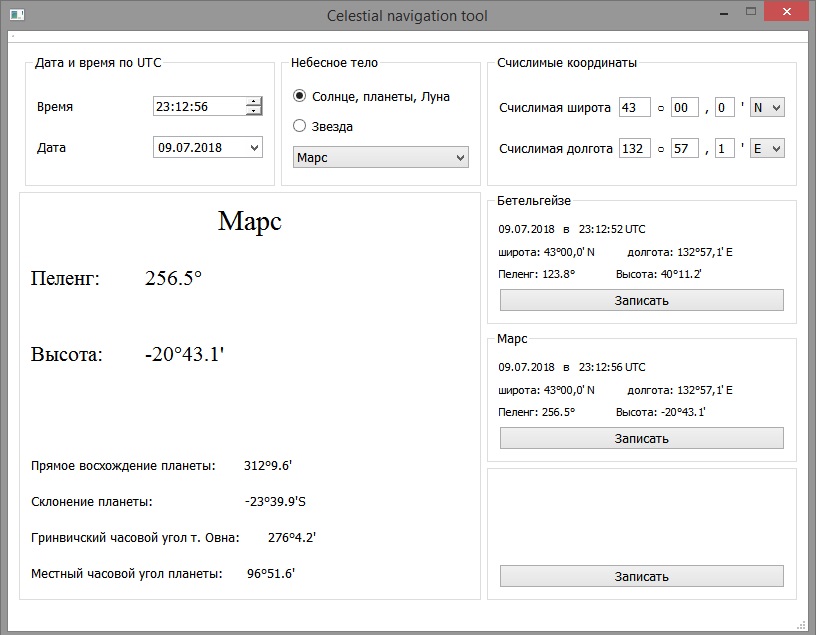 Celestial navigation tool
Дата и время по UTC
Время 23:12:56
Дата 09.07.2018
Небесное тело
Солнце, планеты, Луна
Звезда
Марс
Счислимые координаты
Счислимая широта 43 ° 00 , 0 ' N
Счислимая долгота 132 ° 57 , 1 ' E
Марс
Пеленг: 256.5°
Высота: -20°43.1'
Прямое восхождение планеты: 312°9.6'
Склонение планеты: -23°39.9'S
Гринвичский часовой угол т. Овна: 276°4.2'
Местный часовой угол планеты: 96°51.6'
Бетельгейзе
09.07.2018 в 23:12:52 UTC
широта: 43°00,0' N долгота: 132°57,1' E
Пеленг: 123.8° Высота: 40°11.2'
Записать
Марс
09.07.2018 в 23:12:56 UTC
широта: 43°00,0' N долгота: 132°57,1' E
Пеленг: 256.5° Высота: -20°43.1'
Записать
Записать